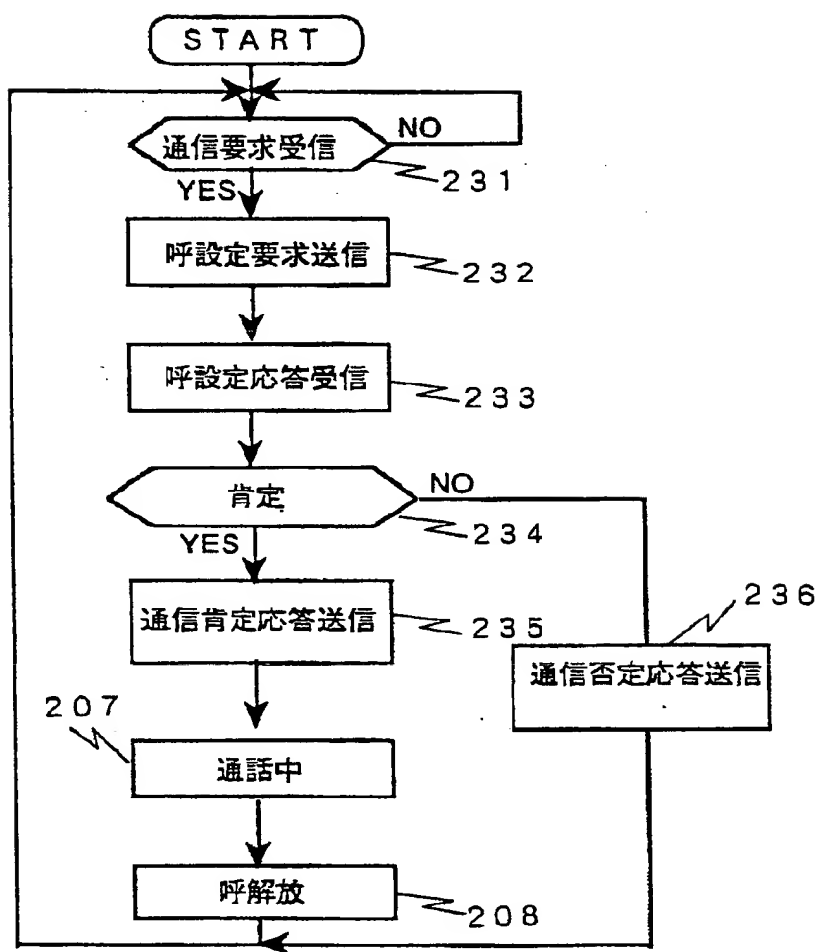 START
通信要求受信
NO
231
YES
呼設定要求送信
232
呼設定応答受信
233
肯定
NO
234
YES
通信肯定応答送信
235
236
通信否定応答送信
207
通話中
呼解放
208